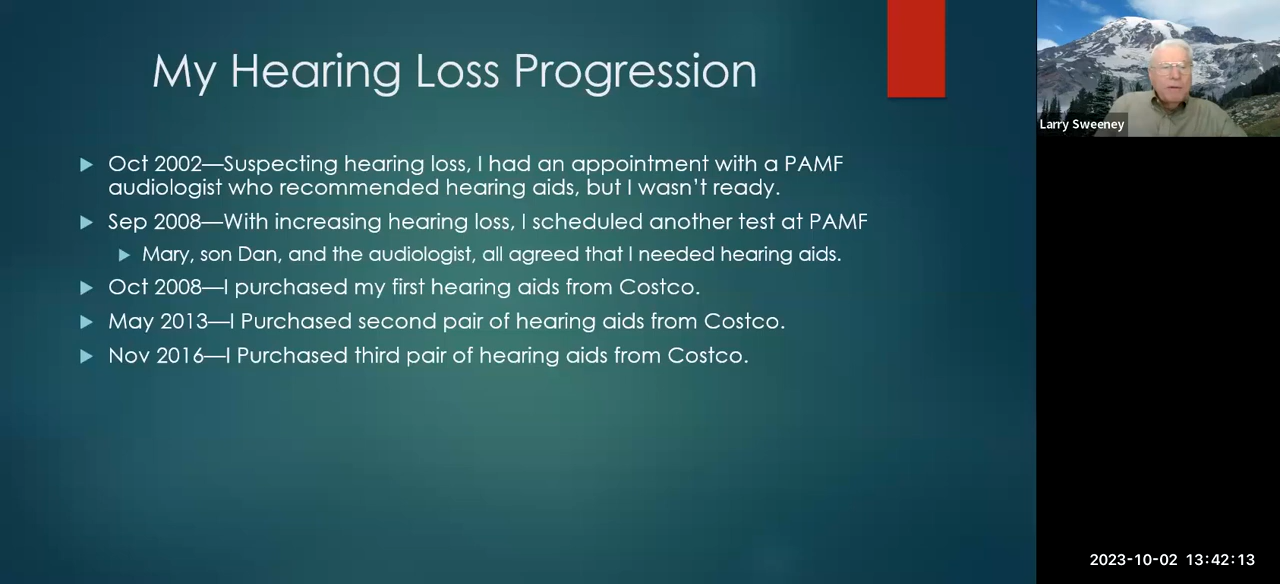 My Hearing Loss Progression
Oct 2002—Suspecting hearing loss, I had an appointment with a PAMF
audiologist who recommended hearing aids, but I wasn't ready.
Sep 2008—With increasing hearing loss, I scheduled another test at PAMF
Mary, son Dan, and the audiologist, all agreed that I needed hearing aids.
Oct 2008—I purchased my first hearing aids from Costco.
May 2013—I Purchased second pair of hearing aids from Costco.
Nov 2016—I Purchased third pair of hearing aids from Costco.
Larry Sweeney
2023-10-02 13:42:13